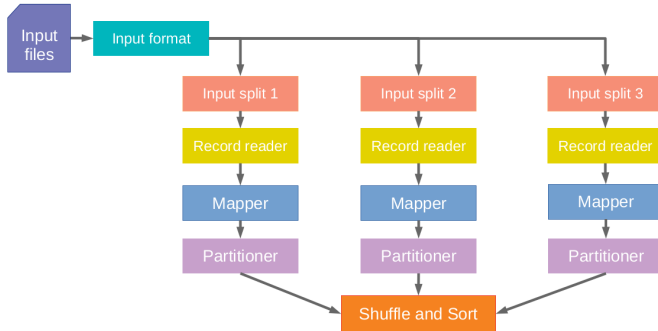 Input
files
Input format
Input split 1
Input split 2
Input split 3
Record reader
Record reader
Record reader
Mapper
Mapper
Mapper
Partitioner
Partitioner
Partitioner
Shuffle and Sort